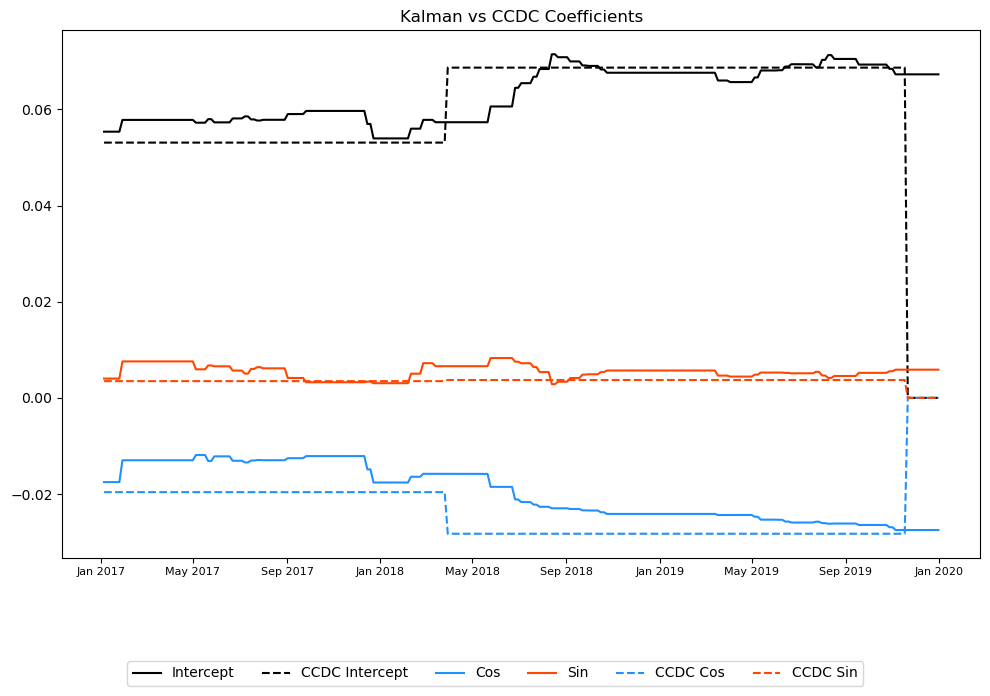 Kalman vs CCDC Coefficients
0.06
0.04
0.02
0.00
−0.02
Jan 2017 May 2017 Sep 2017 Jan 2018 May 2018 Sep 2018 Jan 2019 May 2019 Sep 2019 Jan 2020
Intercept CCDC Intercept Cos Sin CCDC Cos CCDC Sin